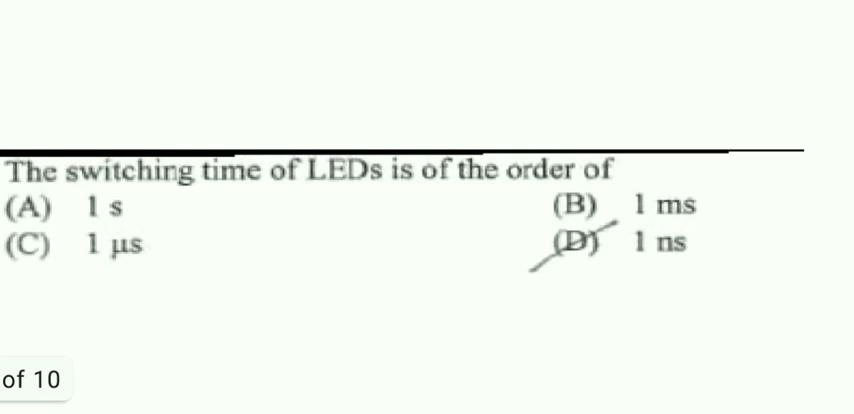 The switching time of LEDs is of the order of
(A) 1 s (B) 1 ms
(C) 1 μs (D) 1 ns
of 10